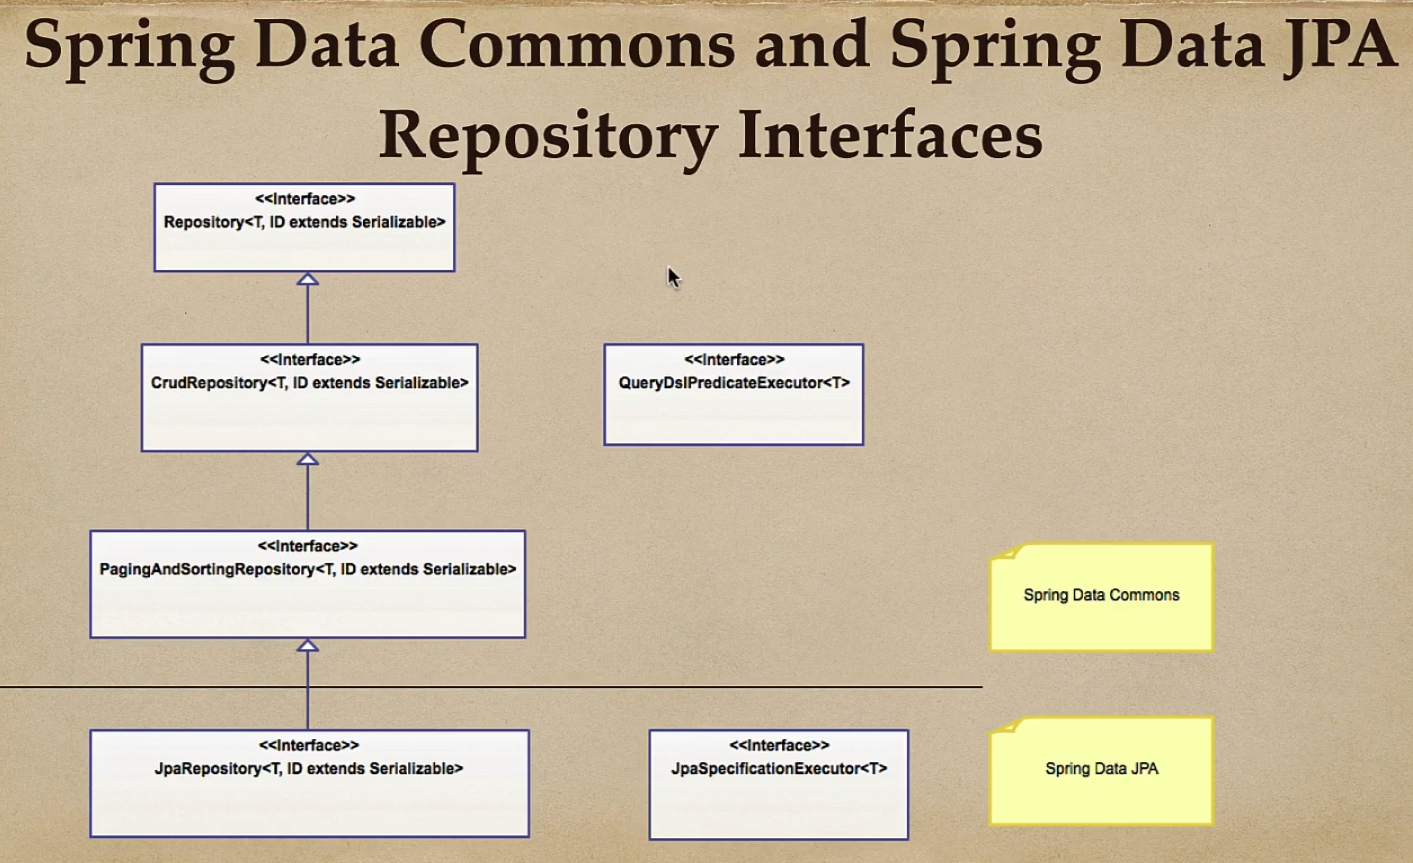 Spring Data Commons and Spring Data JPA
Repository Interfaces
<<Interface>>
Repository<T, ID extends Serializable>
<<Interface>>
CrudRepository<T, ID extends Serializable>
<<Interface>>
QueryDslPredicateExecutor<T>
<<Interface>>
PagingAndSortingRepository<T, ID extends Serializable>
Spring Data Commons
<<Interface>>
JpaRepository<T, ID extends Serializable>
<<Interface>>
JpaSpecificationExecutor<T>
Spring Data JPA